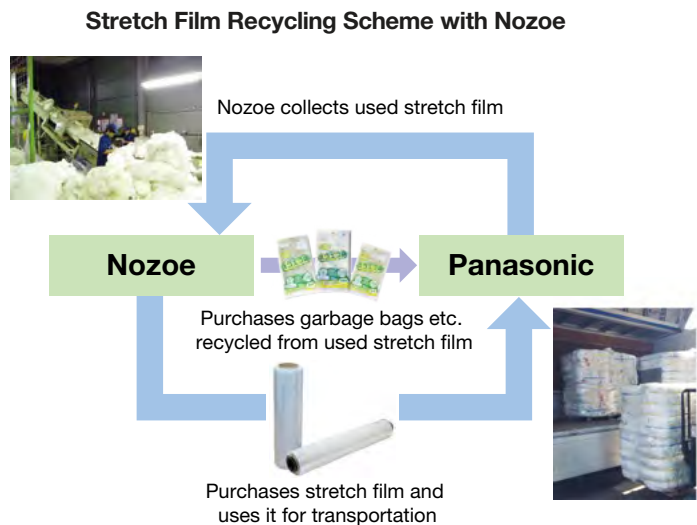 Stretch Film Recycling Scheme with Nozoe
Nozoe collects used stretch film
Nozoe
Panasonic
Purchases garbage bags etc.
recycled from used stretch film
Purchases stretch film and
uses it for transportation